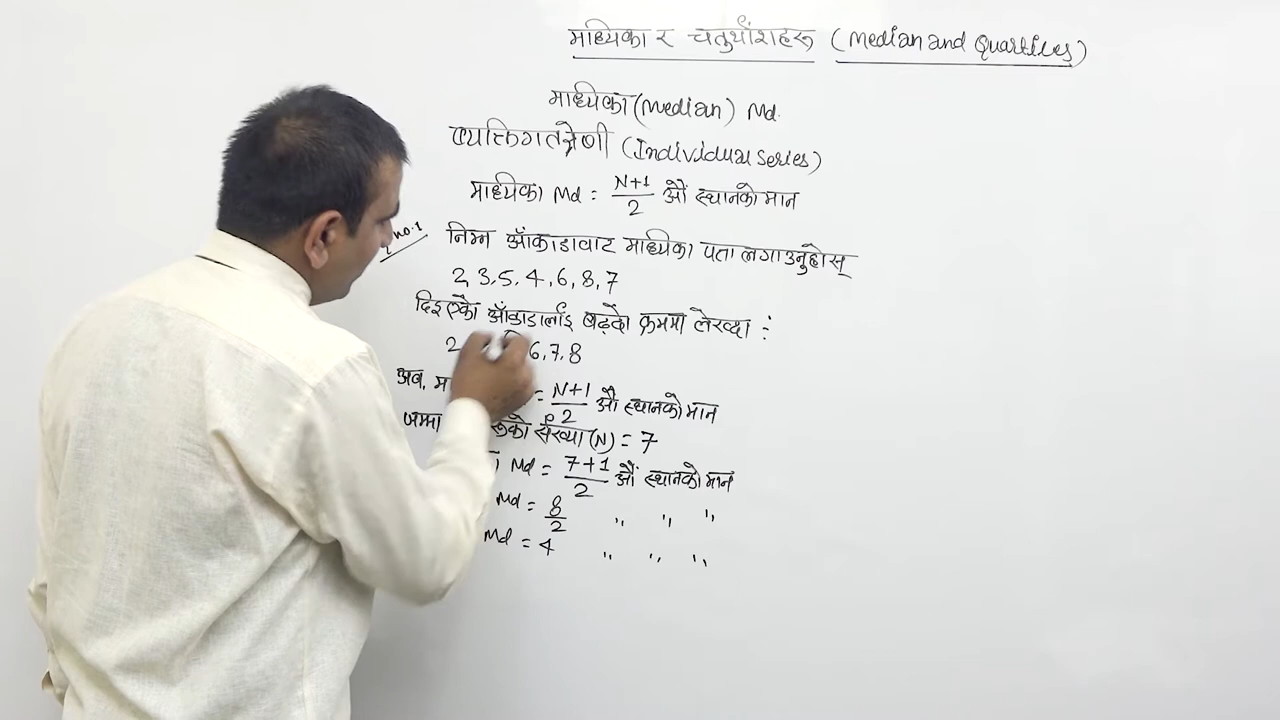 माध्यिका र चतुर्थांशहरू (Median and Quartiles)
माध्यिका (Median) Md.
व्यक्तिगत श्रेणी (Individual Series)
माध्यिका Md = N+1/2 औं स्थानको मान
no.1 निम्न आँकडावाट माध्यिका पता लगाउनुहोस्
2, 3, 5, 4, 6, 8, 7
दिइएको आँकडालाई बढ्दो क्रममा लेख्दा :
2 6, 7, 8
अब, = N+1/2 औं स्थानको मान
जम्मा संख्या (N) = 7
Md = 7+1/2 औं स्थानको मान
Md = 8/2 " " "
Md = 4 " " "